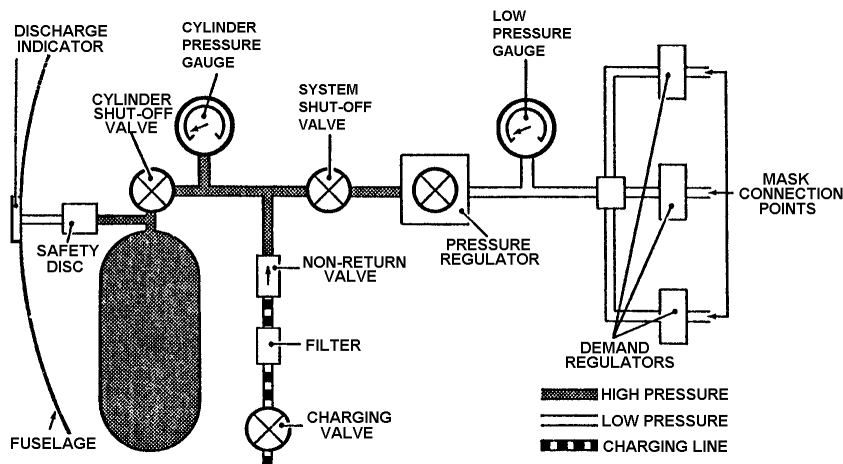 DISCHARGE
INDICATOR
CYLINDER
PRESSURE
GAUGE
LOW
PRESSURE
GAUGE
CYLINDER
SHUT-OFF
VALVE
SYSTEM
SHUT-OFF
VALVE
MASK
CONNECTION
POINTS
SAFETY
DISC
PRESSURE
REGULATOR
NON-RETURN
VALVE
FILTER
DEMAND
REGULATORS
CHARGING
VALVE
FUSELAGE
HIGH PRESSURE
LOW PRESSURE
CHARGING LINE